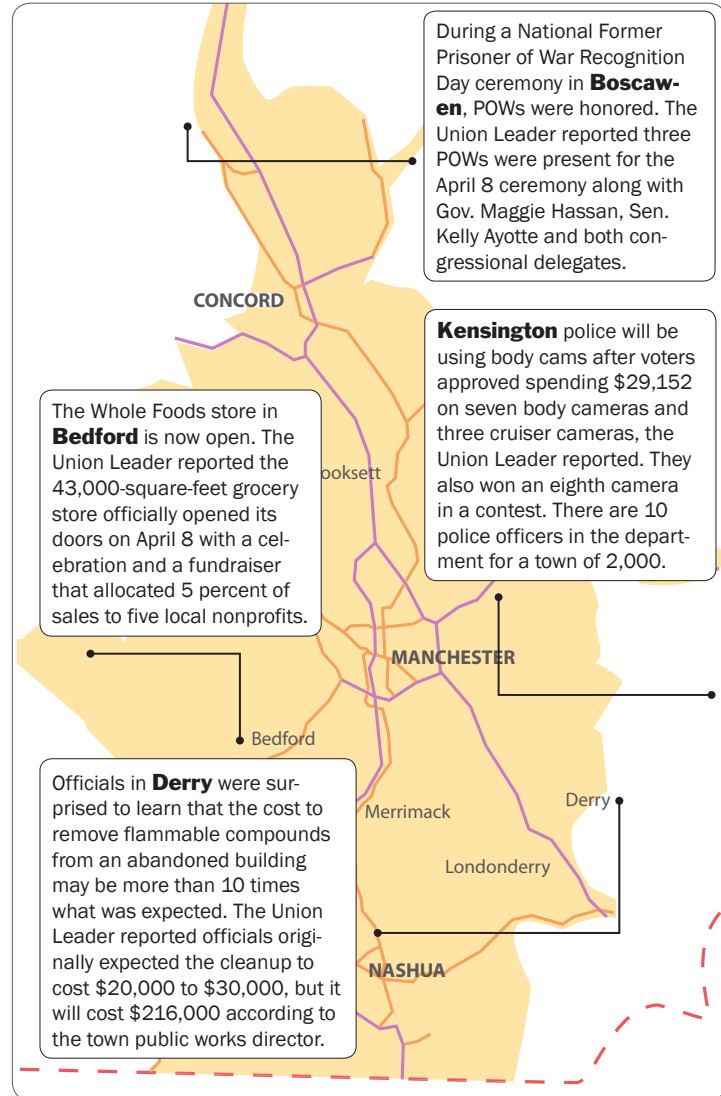 During a National Former
Prisoner of War Recognition
Day ceremony in Boscaw-
en, POWs were honored. The
Union Leader reported three
POWs were present for the
April 8 ceremony along with
Gov. Maggie Hassan, Sen.
Kelly Ayotte and both con-
gressional delegates.
CONCORD
Kensington police will be
using body cams after voters
approved spending $29,152
on seven body cameras and
three cruiser cameras, the
Union Leader reported. They
also won an eighth camera
in a contest. There are 10
police officers in the depart-
ment for a town of 2,000.
The Whole Foods store in
Bedford is now open. The
Union Leader reported the
43,000-square-feet grocery
store officially opened its
doors on April 8 with a cel-
ebration and a fundraiser
that allocated 5 percent of
sales to five local nonprofits.
ooksett
MANCHESTER
Bedford
Officials in Derry were sur-
prised to learn that the cost to
remove flammable compounds
from an abandoned building
may be more than 10 times
what was expected. The Union
Leader reported officials origi-
nally expected the cleanup to
cost $20,000 to $30,000, but it
will cost $216,000 according to
the town public works director.
Merrimack
Derry
Londonderry
NASHUA